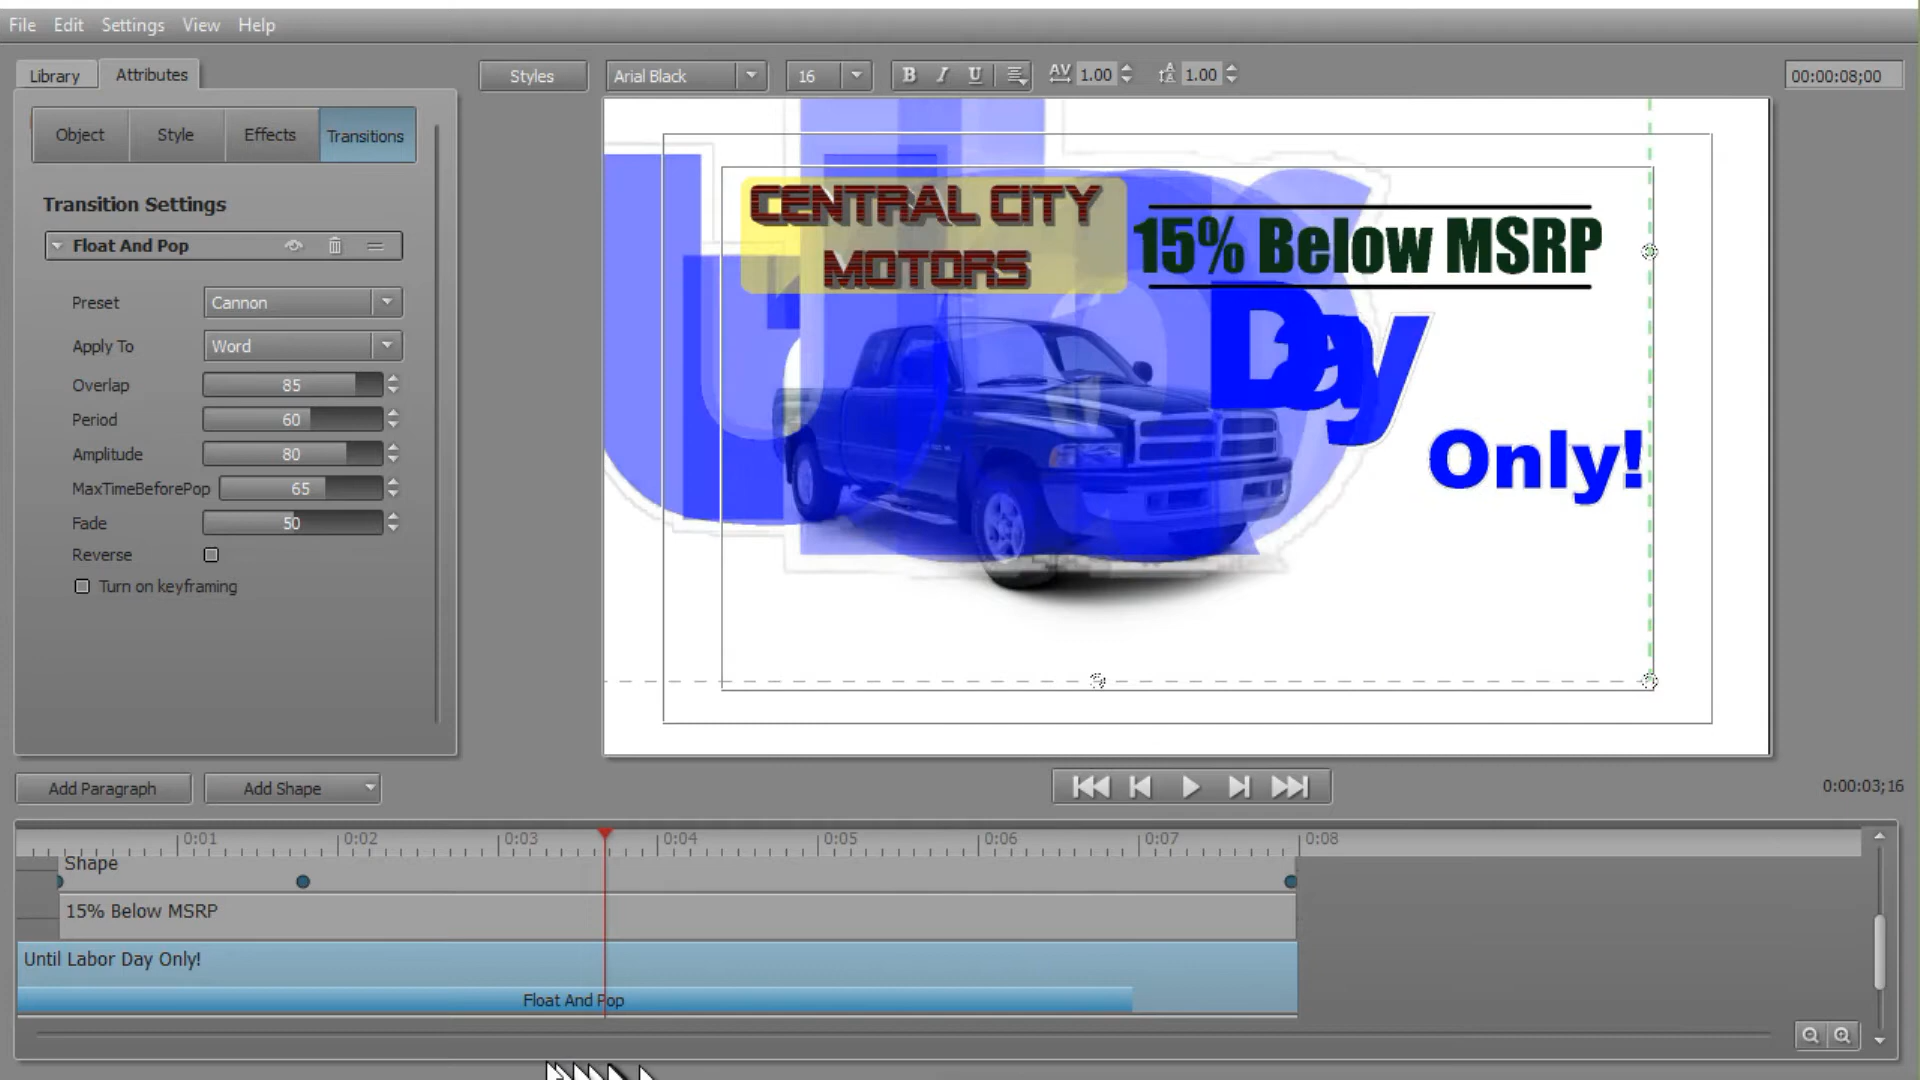 File Edit Settings View Help
Library Attributes
Styles Arial Black 16 B I U AV 1.00 A 1.00 00:00:08;00
Object Style Effects Transitions
Transition Settings
Float And Pop
Preset Cannon
Apply To Word
Overlap 85
Period 60
Amplitude 80
MaxTimeBeforePop 65
Fade 50
Reverse
Turn on keyframing
CENTRAL CITY
MOTORS
15% Below MSRP
Day
Only!
Add Paragraph Add Shape 0:00:03;16
0:01 0:02 0:03 0:04 0:05 0:06 0:07 0:08
Shape
15% Below MSRP
Until Labor Day Only!
Float And Pop